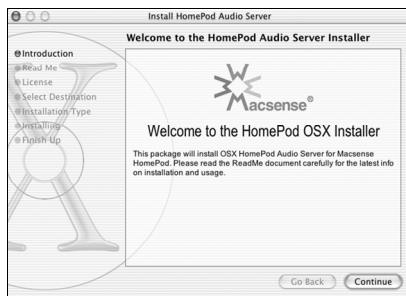 Install HomePod Audio Server
Welcome to the HomePod Audio Server Installer
Introduction
Read Me
License
Select Destination
Installation Type
Installing
Finish Up
Macsense®
Welcome to the HomePod OSX Installer
This package will install OSX HomePod Audio Server for Macsense
HomePod. Please read the ReadMe document carefully for the latest info
on installation and usage.
Go Back
Continue